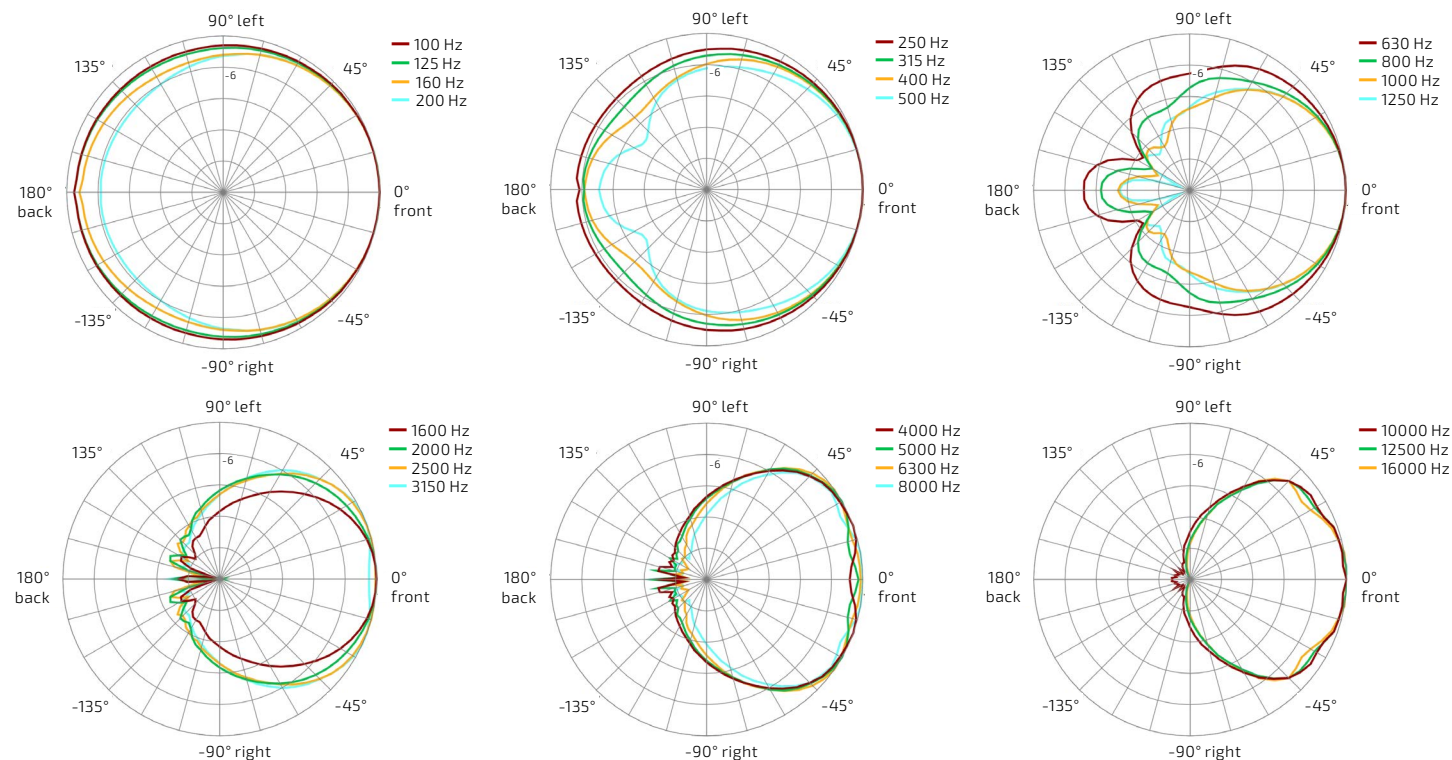 90° left
100 Hz
125 Hz
160 Hz
200 Hz
135°
45°
-6
180°
back
0°
front
-135°
-45°
-90° right
90° left
250 Hz
315 Hz
400 Hz
500 Hz
135°
45°
-6
180°
back
0°
front
-135°
-45°
-90° right
90° left
630 Hz
800 Hz
1000 Hz
1250 Hz
135°
45°
-6
180°
back
0°
front
-135°
-45°
-90° right
90° left
1600 Hz
2000 Hz
2500 Hz
3150 Hz
135°
45°
-6
180°
back
0°
front
-135°
-45°
-90° right
90° left
4000 Hz
5000 Hz
6300 Hz
8000 Hz
135°
45°
-6
180°
back
0°
front
-135°
-45°
-90° right
90° left
10000 Hz
12500 Hz
16000 Hz
135°
45°
-6
180°
back
0°
front
-135°
-45°
-90° right